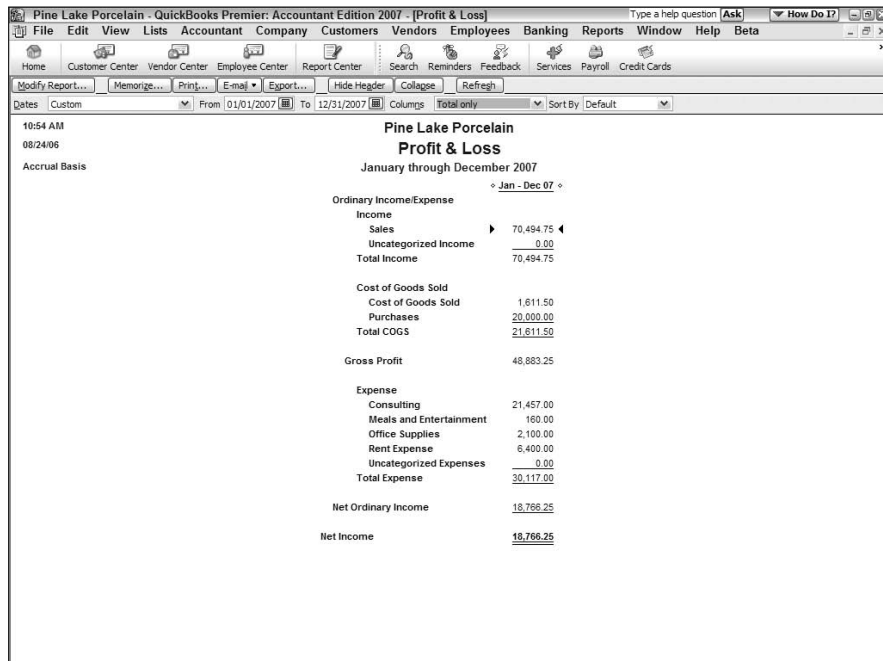 Pine Lake Porcelain - QuickBooks Premier: Accountant Edition 2007 - [Profit & Loss] Type a help question Ask How Do I?
File Edit View Lists Accountant Company Customers Vendors Employees Banking Reports Window Help Beta
Home Customer Center Vendor Center Employee Center Report Center Search Reminders Feedback Services Payroll Credit Cards
Modify Report... Memorize... Print... E-mail Export... Hide Header Collapse Refresh
Dates Custom From 01/01/2007 To 12/31/2007 Columns Total only Sort By Default
10:54 AM Pine Lake Porcelain
08/24/06 Profit & Loss
Accrual Basis January through December 2007
Jan - Dec 07
Ordinary Income/Expense
Income
Sales 70,494.75
Uncategorized Income 0.00
Total Income 70,494.75
Cost of Goods Sold
Cost of Goods Sold 1,611.50
Purchases 20,000.00
Total COGS 21,611.50
Gross Profit 48,883.25
Expense
Consulting 21,457.00
Meals and Entertainment 160.00
Office Supplies 2,100.00
Rent Expense 6,400.00
Uncategorized Expenses 0.00
Total Expense 30,117.00
Net Ordinary Income 18,766.25
Net Income 18,766.25